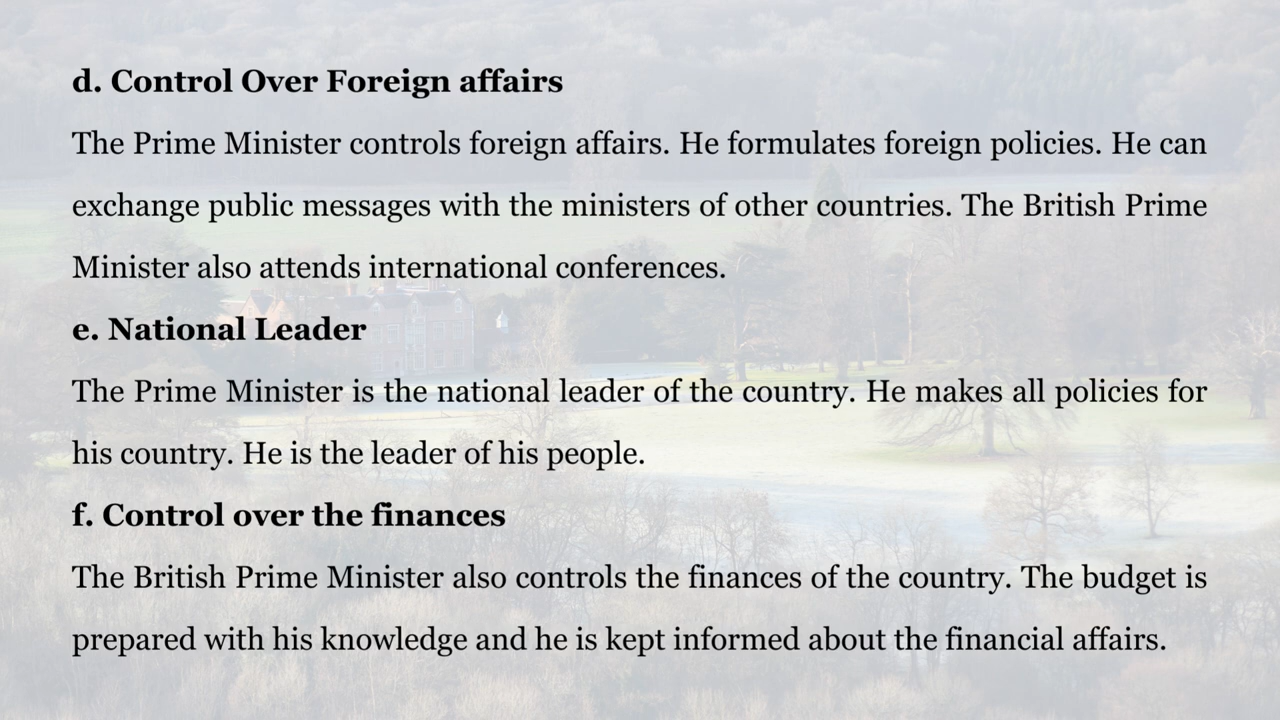 d. Control Over Foreign affairs
The Prime Minister controls foreign affairs. He formulates foreign policies. He can
exchange public messages with the ministers of other countries. The British Prime
Minister also attends international conferences.
e. National Leader
The Prime Minister is the national leader of the country. He makes all policies for
his country. He is the leader of his people.
f. Control over the finances
The British Prime Minister also controls the finances of the country. The budget is
prepared with his knowledge and he is kept informed about the financial affairs.